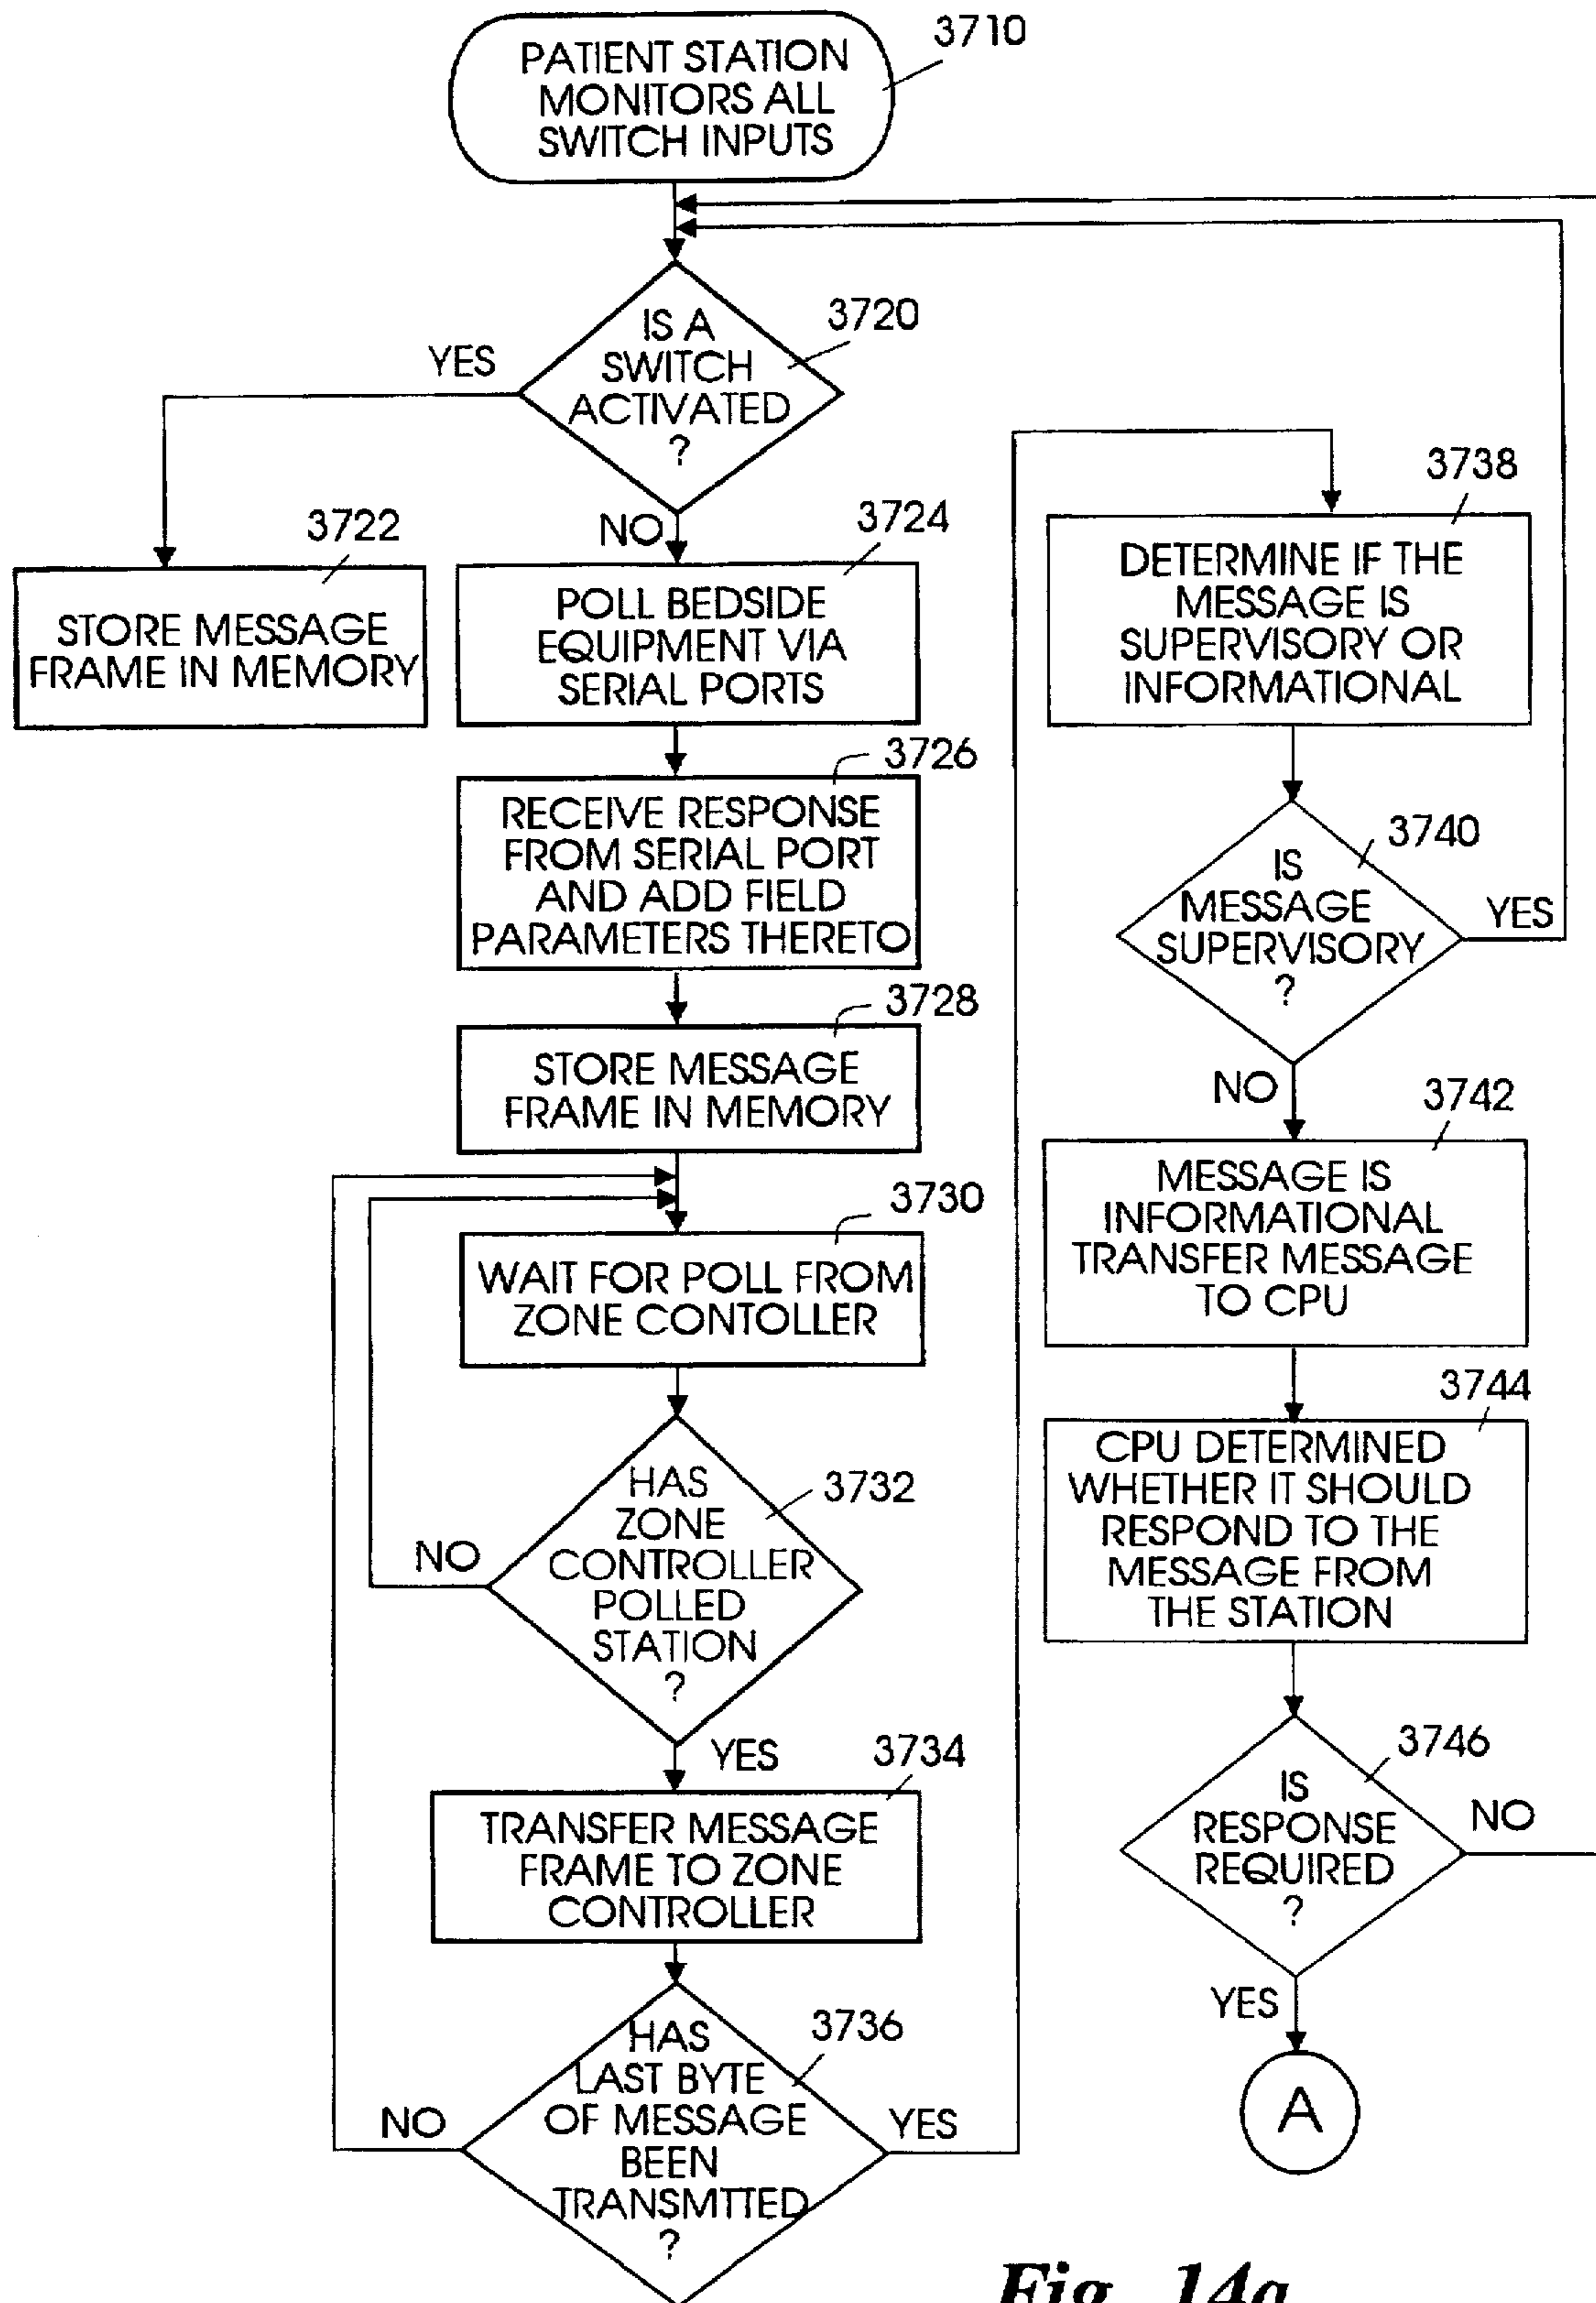 3710
PATIENT STATION
MONITORS ALL
SWITCH INPUTS
3720
IS A
SWITCH
ACTIVATED
?
YES
NO
3722
STORE MESSAGE
FRAME IN MEMORY
3724
POLL BEDSIDE
EQUIPMENT VIA
SERIAL PORTS
3726
RECEIVE RESPONSE
FROM SERIAL PORT
AND ADD FIELD
PARAMETERS THERETO
3728
STORE MESSAGE
FRAME IN MEMORY
3730
WAIT FOR POLL FROM
ZONE CONTOLLER
3732
HAS
ZONE
CONTROLLER
POLLED
STATION
?
NO
YES
3734
TRANSFER MESSAGE
FRAME TO ZONE
CONTROLLER
3736
HAS
LAST BYTE
OF MESSAGE
BEEN
TRANSMTTED
?
NO
YES
3738
DETERMINE IF THE
MESSAGE IS
SUPERVISORY OR
INFORMATIONAL
3740
IS
MESSAGE
SUPERVISORY
?
YES
NO
3742
MESSAGE IS
INFORMATIONAL
TRANSFER MESSAGE
TO CPU
3744
CPU DETERMINED
WHETHER IT SHOULD
RESPOND TO THE
MESSAGE FROM
THE STATION
3746
IS
RESPONSE
REQUIRED
?
NO
YES
A
Fig. 14a